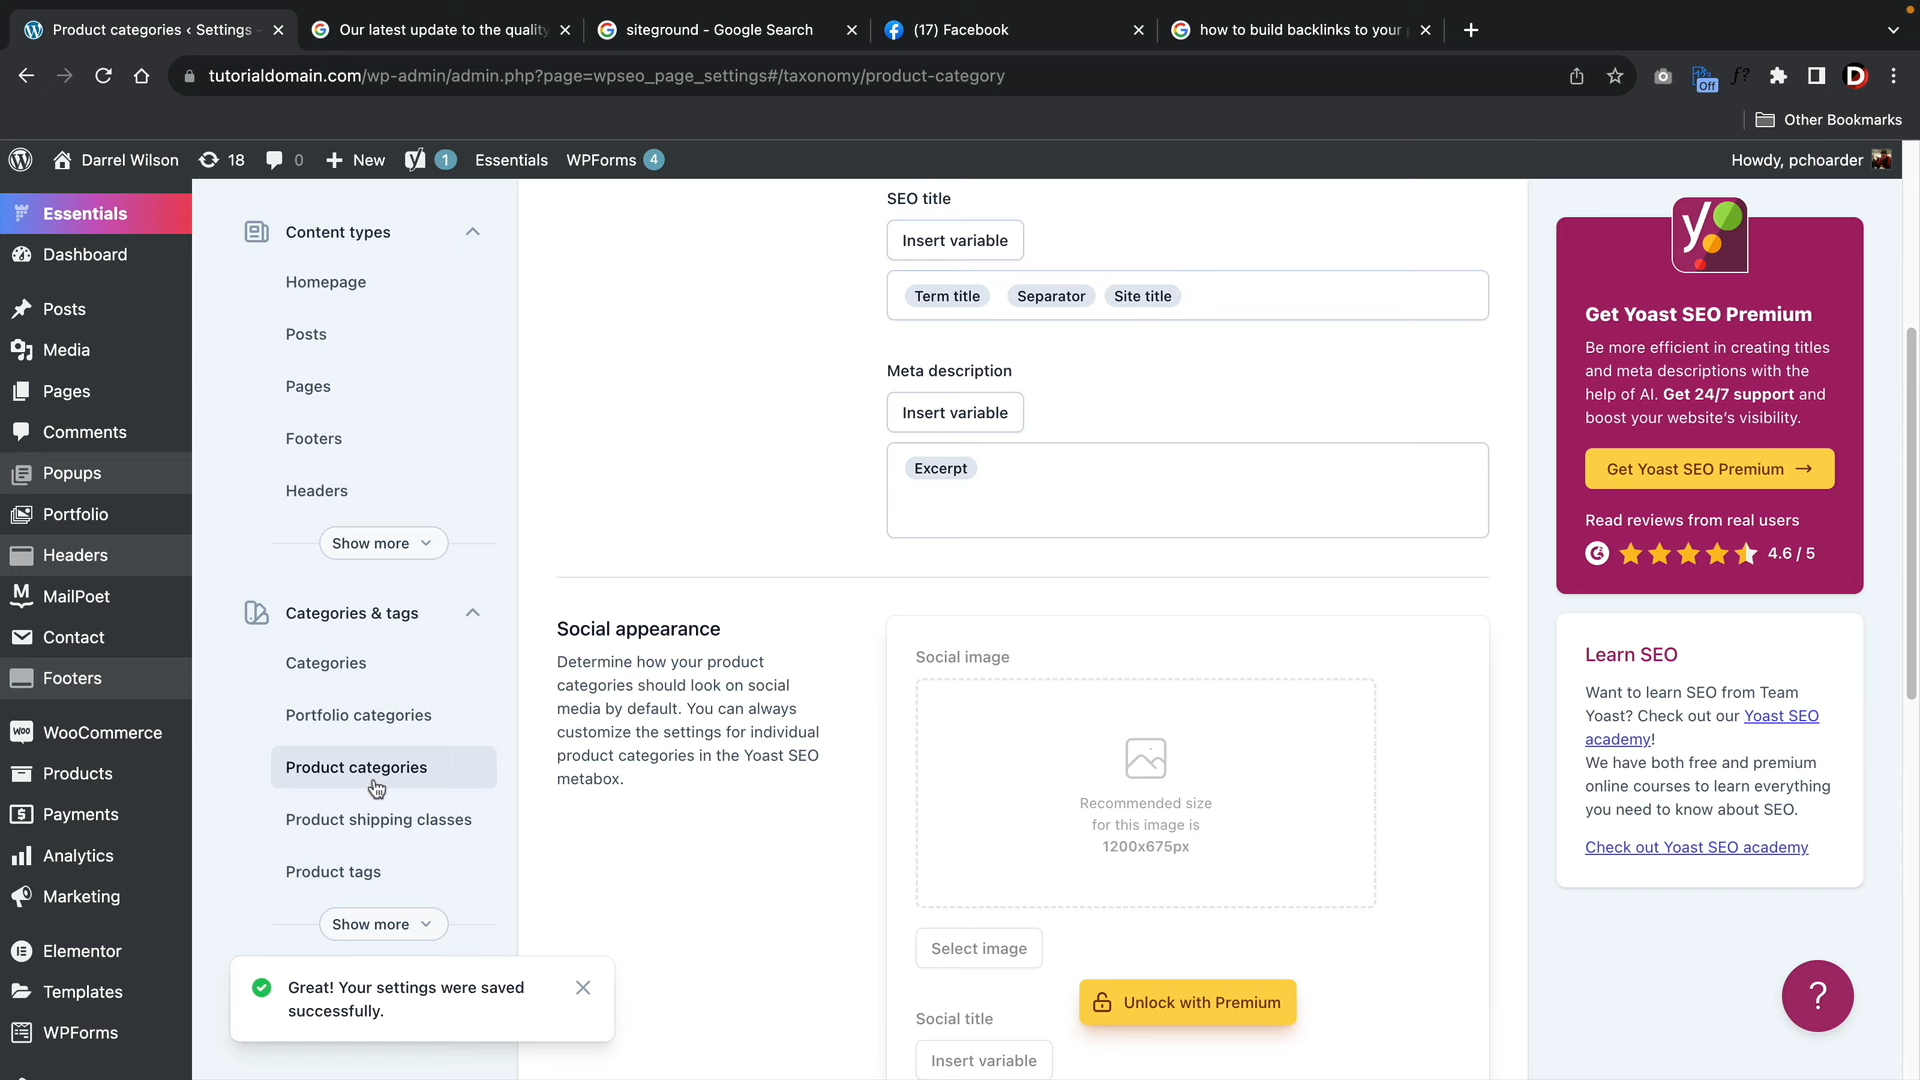 Product categories ‹ Settings -
Our latest update to the quality
siteground - Google Search
(17) Facebook
how to build backlinks to your
tutorialdomain.com/wp-admin/admin.php?page=wpseo_page_settings#/taxonomy/product-category
Off
f?
D
Other Bookmarks
Darrel Wilson
18
0
New
1
Essentials
WPForms
4
Howdy, pchoarder
Essentials
Dashboard
Posts
Media
Pages
Comments
Popups
Portfolio
Headers
MailPoet
Contact
Footers
WooCommerce
Products
Payments
Analytics
Marketing
Elementor
Templates
WPForms
Content types
Homepage
Posts
Pages
Footers
Headers
Show more
Categories & tags
Categories
Portfolio categories
Product categories
Product shipping classes
Product tags
Show more
Great! Your settings were saved
successfully.
SEO title
Insert variable
Term title
Separator
Site title
Meta description
Insert variable
Excerpt
Social appearance
Determine how your product
categories should look on social
media by default. You can always
customize the settings for individual
product categories in the Yoast SEO
metabox.
Social image
Recommended size
for this image is
1200x675px
Select image
Unlock with Premium
Social title
Insert variable
y
Get Yoast SEO Premium
Be more efficient in creating titles
and meta descriptions with the
help of AI. Get 24/7 support and
boost your website's visibility.
Get Yoast SEO Premium →
Read reviews from real users
4.6 / 5
Learn SEO
Want to learn SEO from Team
Yoast? Check out our Yoast SEO
academy!
We have both free and premium
online courses to learn everything
you need to know about SEO.
Check out Yoast SEO academy
?